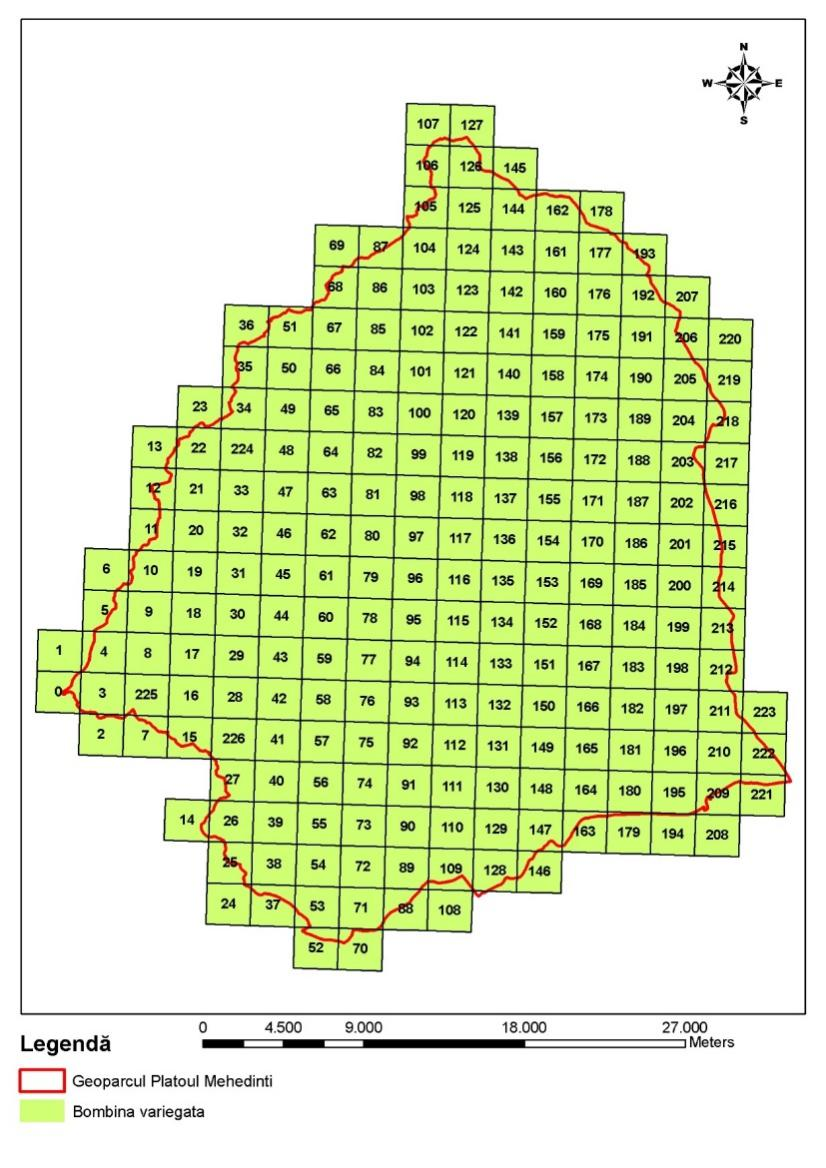 N
W E
S
107 127
106 126 145
105 125 144 162 178
69 87 104 124 143 161 177 193
68 86 103 123 142 160 176 192 207
36 51 67 85 102 122 141 159 175 191 206 220
35 50 66 84 101 121 140 158 174 190 205 219
23 34 49 65 83 100 120 139 157 173 189 204 218
13 22 224 48 64 82 99 119 138 156 172 188 203 217
12 21 33 47 63 81 98 118 137 155 171 187 202 216
11 20 32 46 62 80 97 117 136 154 170 186 201 215
6 10 19 31 45 61 79 96 116 135 153 169 185 200 214
5 9 18 30 44 60 78 95 115 134 152 168 184 199 213
1 4 8 17 29 43 59 77 94 114 133 151 167 183 198 212
0 3 225 16 28 42 58 76 93 113 132 150 166 182 197 211 223
2 7 15 226 41 57 75 92 112 131 149 165 181 196 210 222
27 40 56 74 91 111 130 148 164 180 195 209 221
14 26 39 55 73 90 110 129 147 163 179 194 208
25 38 54 72 89 109 128 146
24 37 53 71 88 108
52 70
0 4.500 9.000 18.000 27.000
Meters
Legendă
Geoparcul Platoul Mehedinti
Bombina variegata